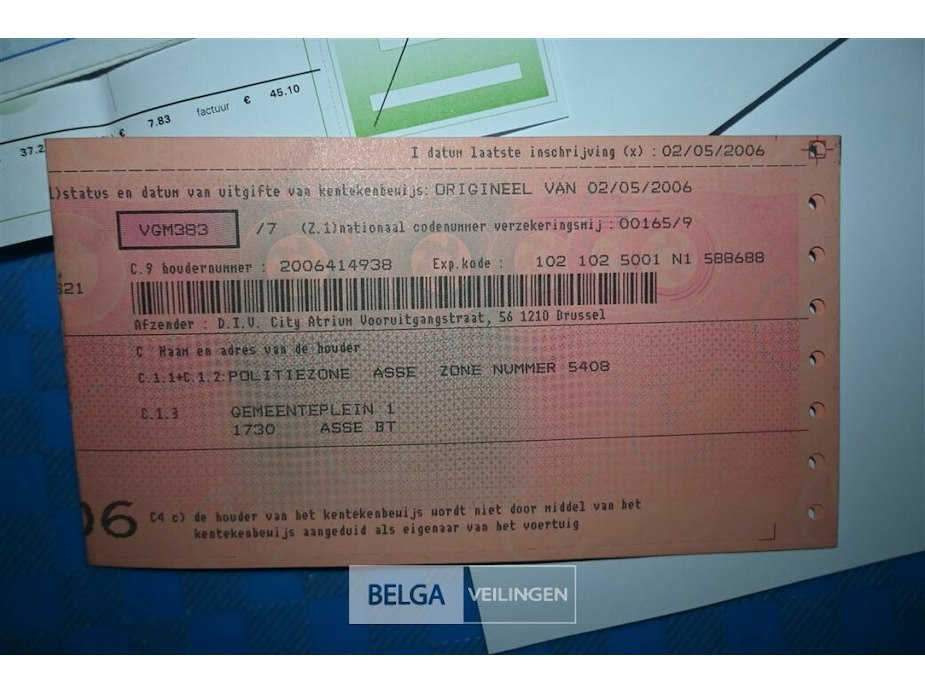 37.2
€ 7.83 factuur € 45.10
I datum laatste inschrijving (x) : 02/05/2006
)status en datum van uitgifte van kentekenbewijs: ORIGINEEL VAN 02/05/2006
VGM383 /7 (Z.1)nationaal codenummer verzekeringsmij : 00165/9
C.9 houdernummer : 2006414938 Exp.kode : 102 102 5001 N1 588688
321
Afzender : D.I.V. City Atrium Vooruitgangstraat, 56 1210 Brussel
C Naam en adres van de houder
C.1.1+C.1.2: POLITIEZONE ASSE ZONE NUMMER 5408
C.1.3 GEMEENTEPLEIN 1
1730 ASSE BT
06 C4 c) de houder van het kentekenbewijs wordt niet door middel van het
kentekenbewijs aangeduid als eigenaar van het voertuig
BELGA VEILINGEN